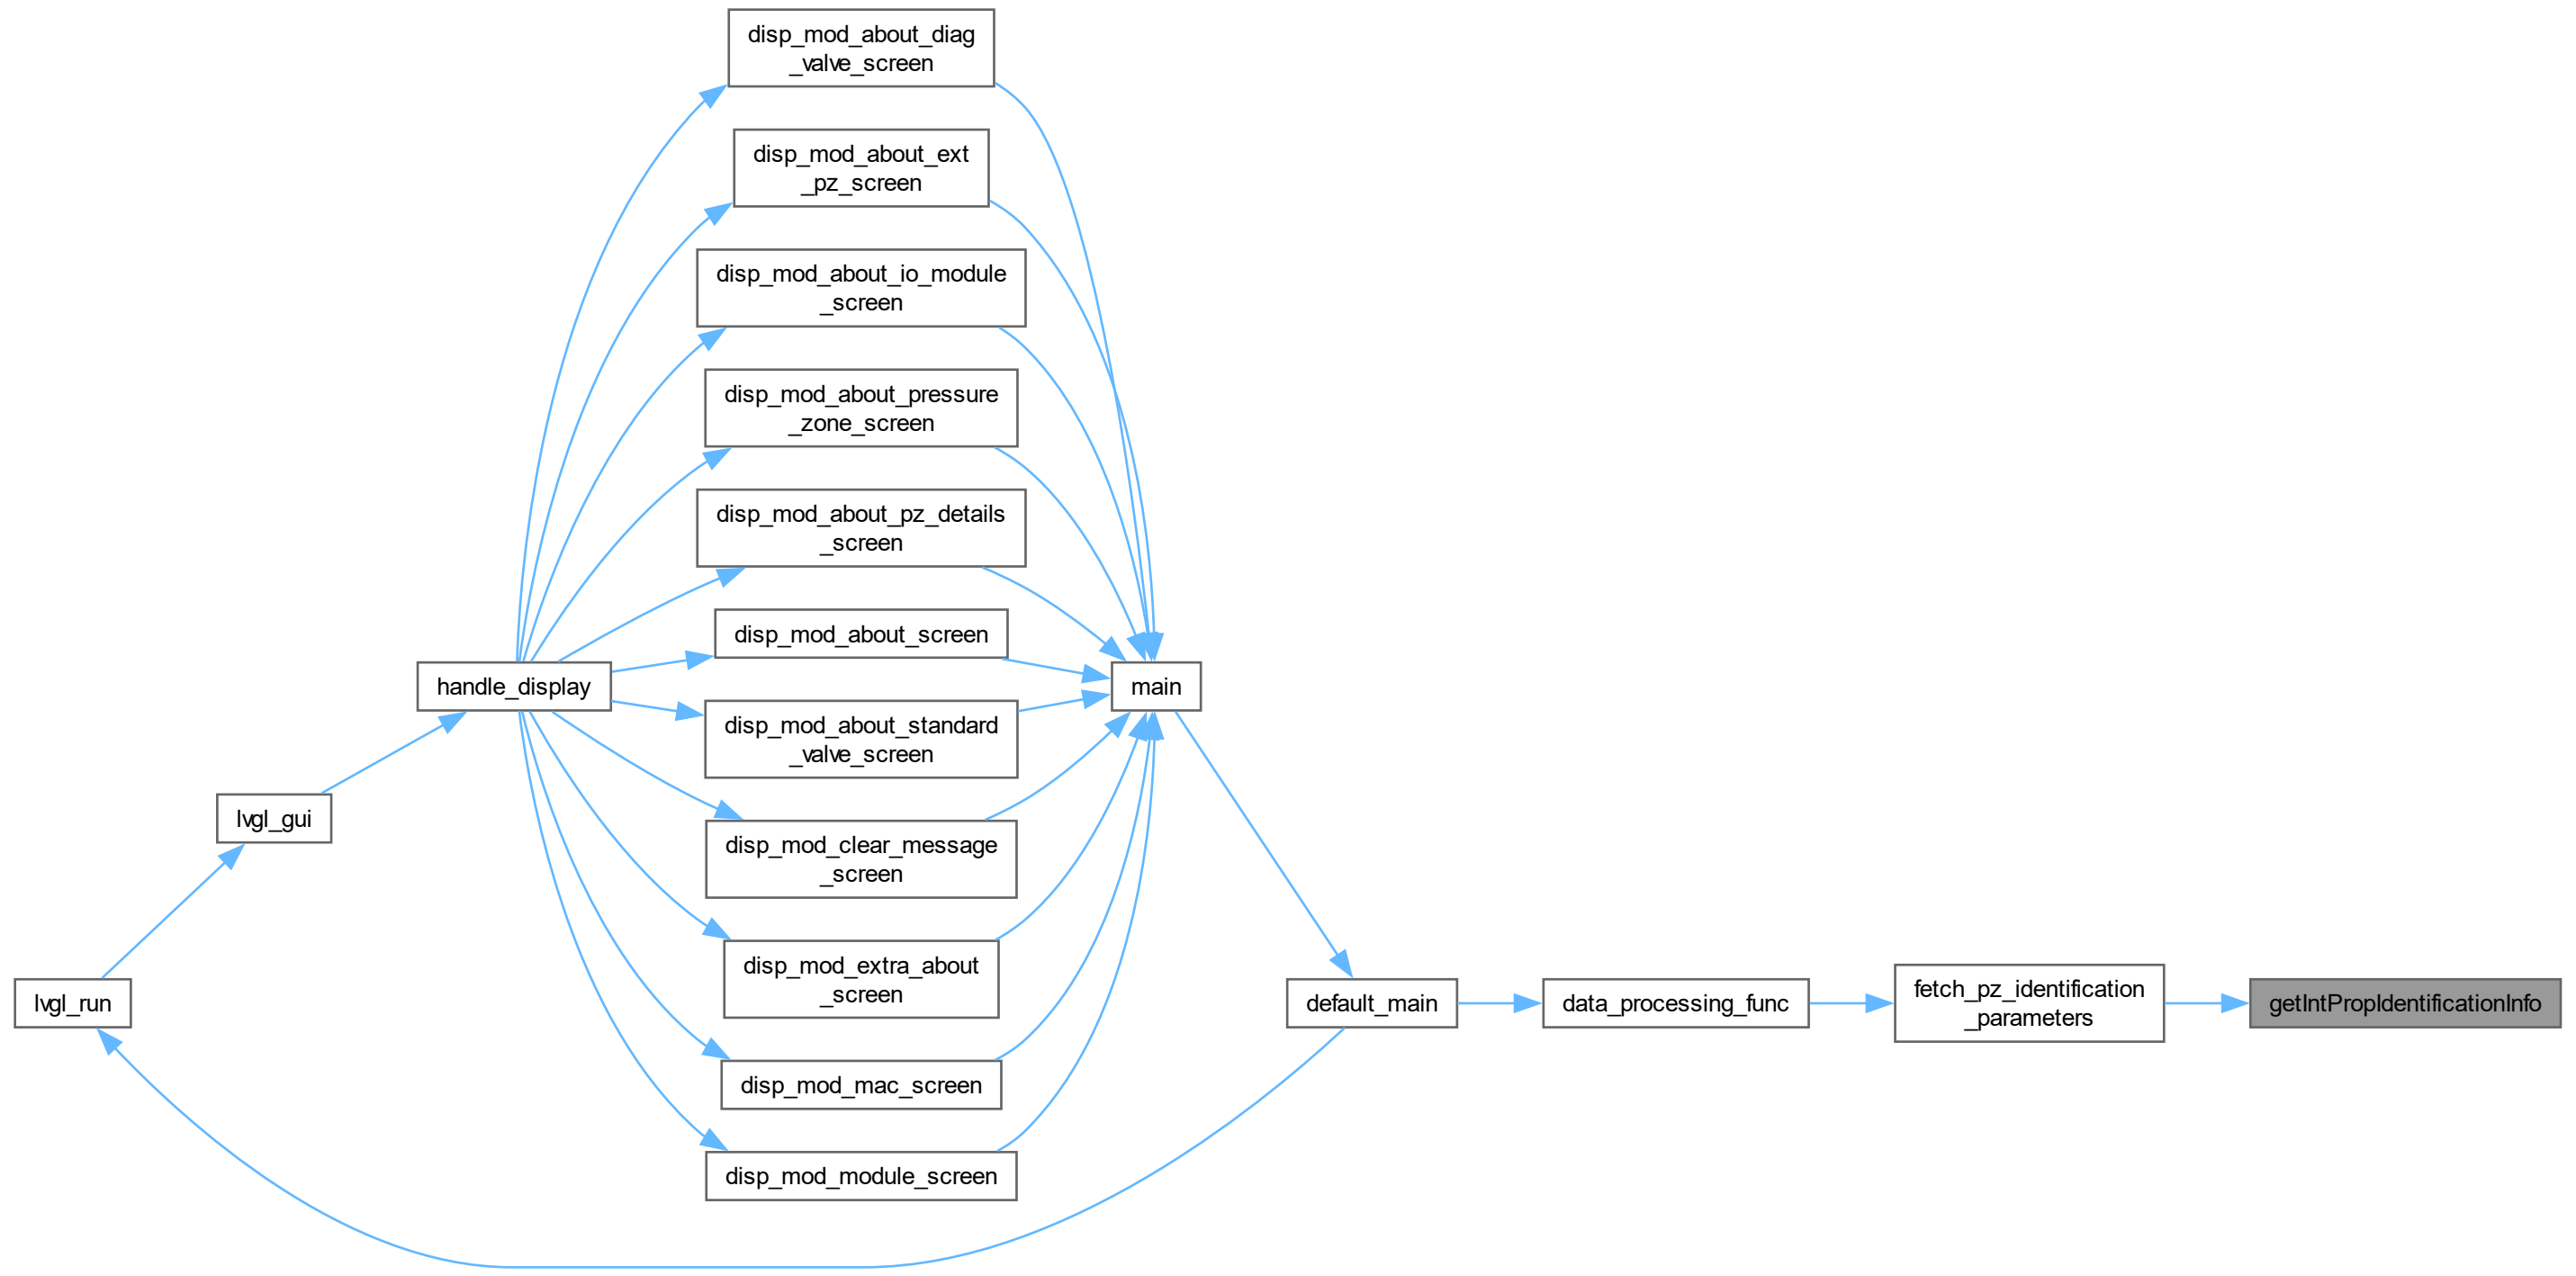 disp_mod_about_diag
_valve_screen
disp_mod_about_ext
_pz_screen
disp_mod_about_io_module
_screen
disp_mod_about_pressure
_zone_screen
disp_mod_about_pz_details
_screen
disp_mod_about_screen
handle_display
main
disp_mod_about_standard
_valve_screen
lvgl_gui
disp_mod_clear_message
_screen
disp_mod_extra_about
_screen
lvgl_run
default_main
data_processing_func
fetch_pz_identification
_parameters
getIntPropIdentificationInfo
disp_mod_mac_screen
disp_mod_module_screen